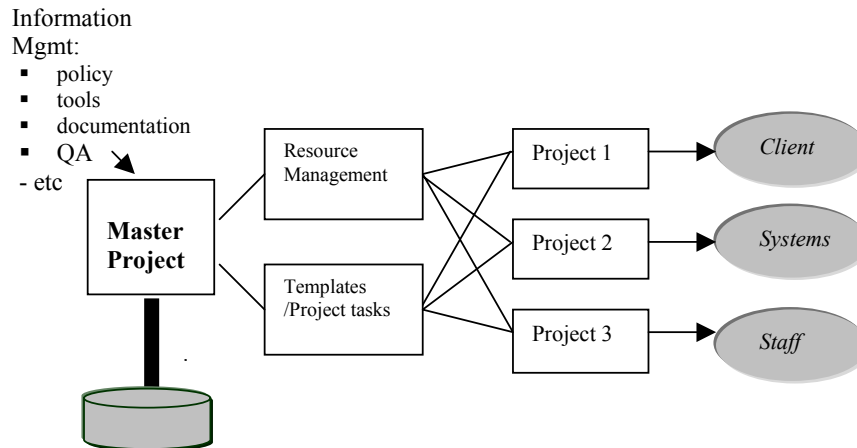 Information
Mgmt:
▪ policy
▪ tools
▪ documentation
▪ QA
- etc
Master
Project
Resource
Management
Templates
/Project tasks
Project 1
Project 2
Project 3
Client
Systems
Staff
.